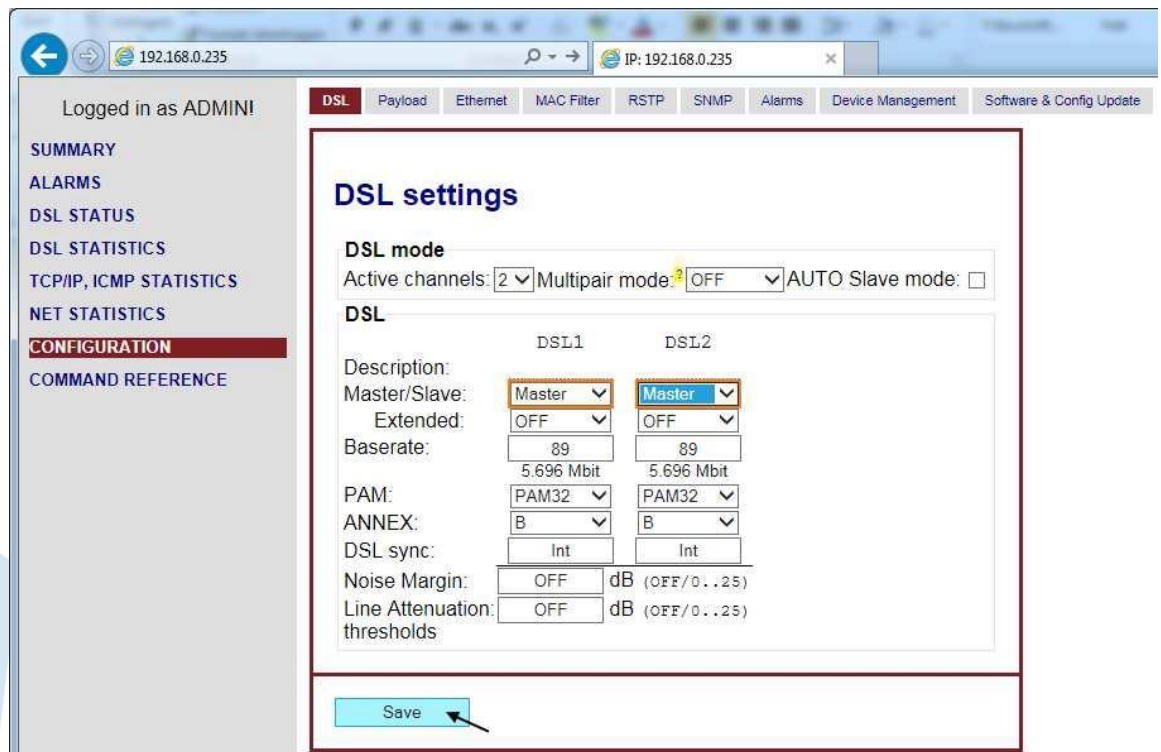 192.168.0.235
IP: 192.168.0.235
Logged in as ADMIN!
SUMMARY
ALARMS
DSL STATUS
DSL STATISTICS
TCP/IP, ICMP STATISTICS
NET STATISTICS
CONFIGURATION
COMMAND REFERENCE
DSL Payload Ethernet MAC Filter RSTP SNMP Alarms Device Management Software & Config Update
DSL settings
DSL mode
Active channels: 2 Multipair mode:? OFF AUTO Slave mode:
DSL
DSL1 DSL2
Description:
Master/Slave: Master Master
Extended: OFF OFF
Baserate: 89 89
5.696 Mbit 5.696 Mbit
PAM: PAM32 PAM32
ANNEX: B B
DSL sync: Int Int
Noise Margin: OFF dB (OFF/0..25)
Line Attenuation: OFF dB (OFF/0..25)
thresholds
Save